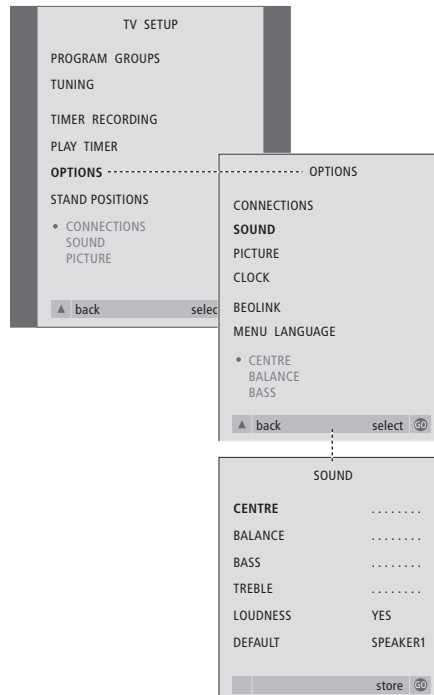 TV SETUP
PROGRAM GROUPS
TUNING
TIMER RECORDING
PLAY TIMER
OPTIONS
STAND POSITIONS
• CONNECTIONS
SOUND
PICTURE
▲ back selec
OPTIONS
CONNECTIONS
SOUND
PICTURE
CLOCK
BEOLINK
MENU LANGUAGE
• CENTRE
BALANCE
BASS
▲ back select GO
SOUND
CENTRE ........
BALANCE ........
BASS ........
TREBLE ........
LOUDNESS YES
DEFAULT SPEAKER1
store GO